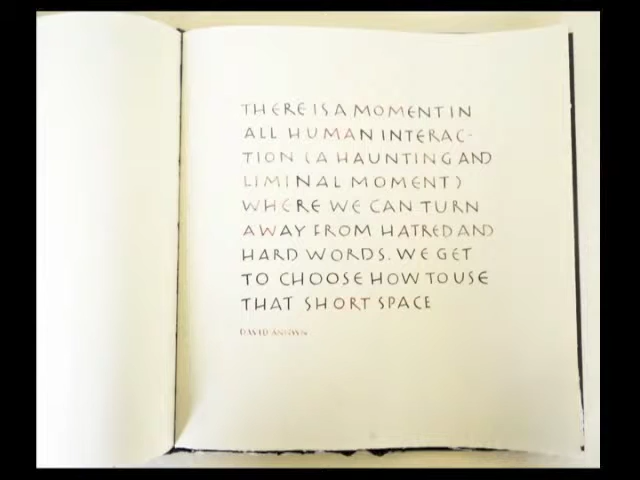 THERE IS A MOMENT IN
ALL HUMAN INTERAC-
TION (A HAUNTING AND
LIMINAL MOMENT)
WHERE WE CAN TURN
AWAY FROM HATRED AND
HARD WORDS. WE GET
TO CHOOSE HOW TO USE
THAT SHORT SPACE
DAVID